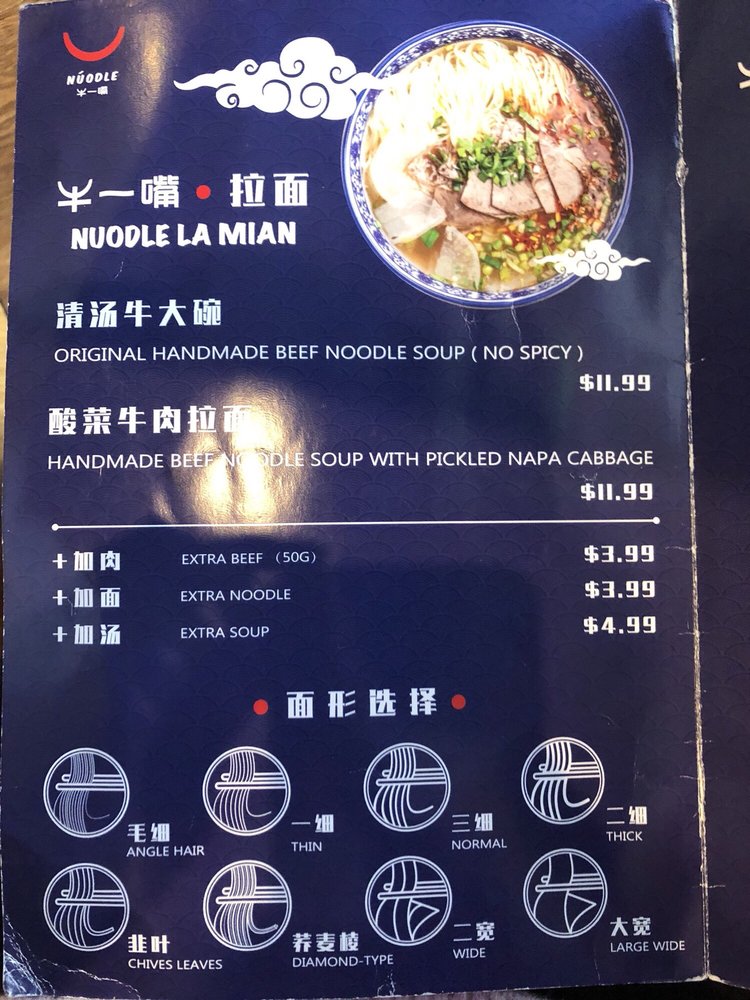 NÚODLE
一嘴
一嘴·拉面
NUODLE LA MIAN
清汤牛大碗
ORIGINAL HANDMADE BEEF NOODLE SOUP ( NO SPICY )
$11.99
酸菜牛肉拉面
HANDMADE BEEF NOODLE SOUP WITH PICKLED NAPA CABBAGE
$11.99
+加肉 EXTRA BEEF （50G） $3.99
+加面 EXTRA NOODLE $3.99
+加汤 EXTRA SOUP $4.99
• 面形选择 •
毛细 一细 三细 二细
ANGLE HAIR THIN NORMAL THICK
韭叶 荞麦棱 二宽 大宽
CHIVES LEAVES DIAMOND-TYPE WIDE LARGE WIDE